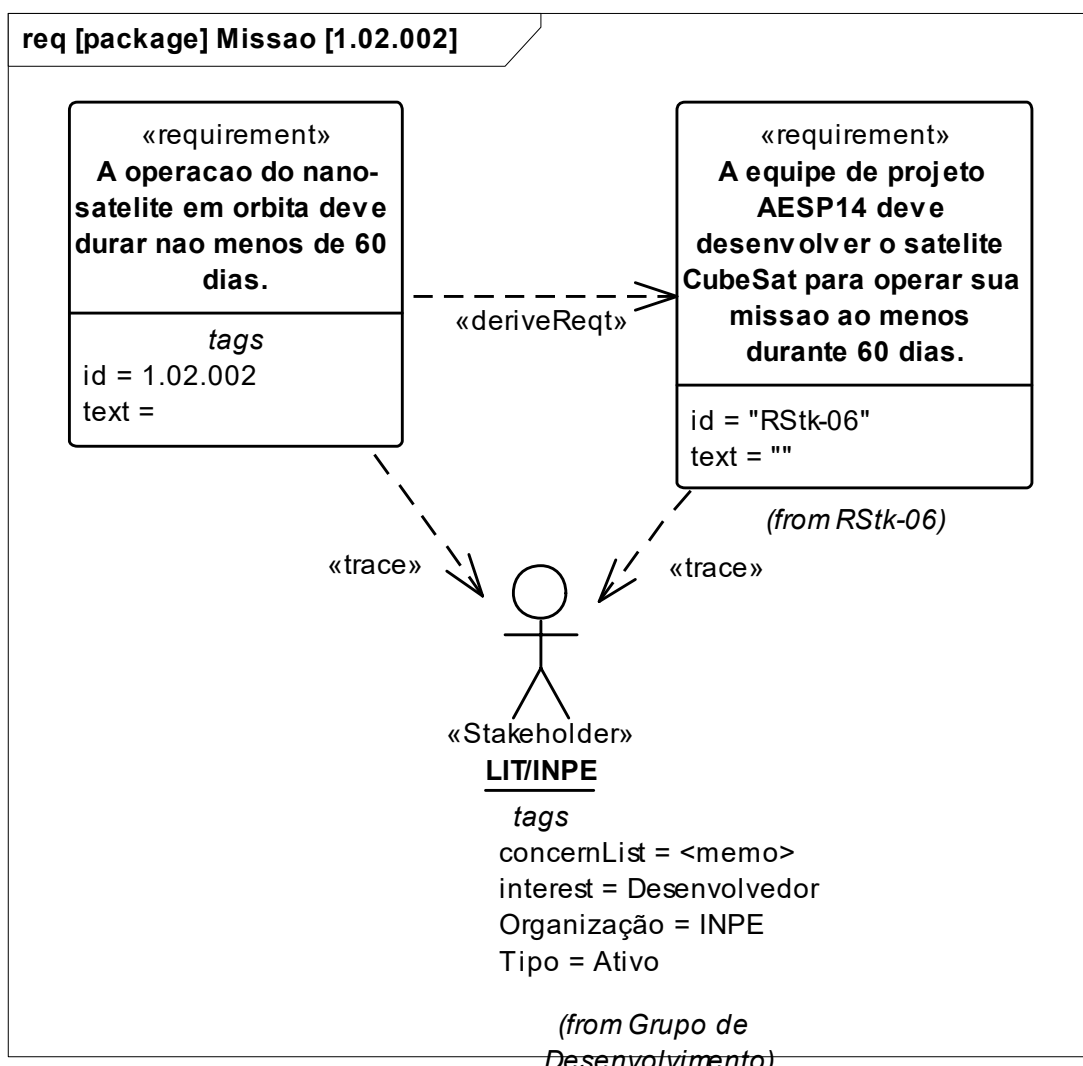 req [package] Missao [1.02.002]
«requirement»
A operacao do nano-
satelite em orbita deve
durar nao menos de 60
dias.
tags
id = 1.02.002
text =
«deriveReqt»
«requirement»
A equipe de projeto
AESP14 deve
desenvolver o satelite
CubeSat para operar sua
missao ao menos
durante 60 dias.
id = "RStk-06"
text = ""
(from RStk-06)
«trace»
«trace»
«Stakeholder»
LIT/INPE
tags
concernList = <memo>
interest = Desenvolvedor
Organização = INPE
Tipo = Ativo
(from Grupo de
Desenvolvimento)